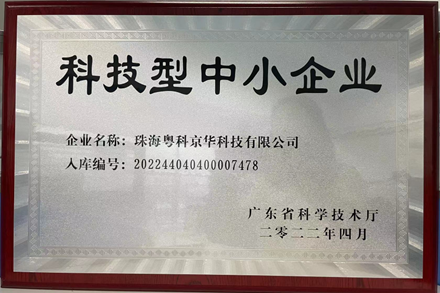 科技型中小企业
企业名称：珠海粤科京华科技有限公司
入库编号：202244040400007478
广东省科学技术厅
二零二二年四月